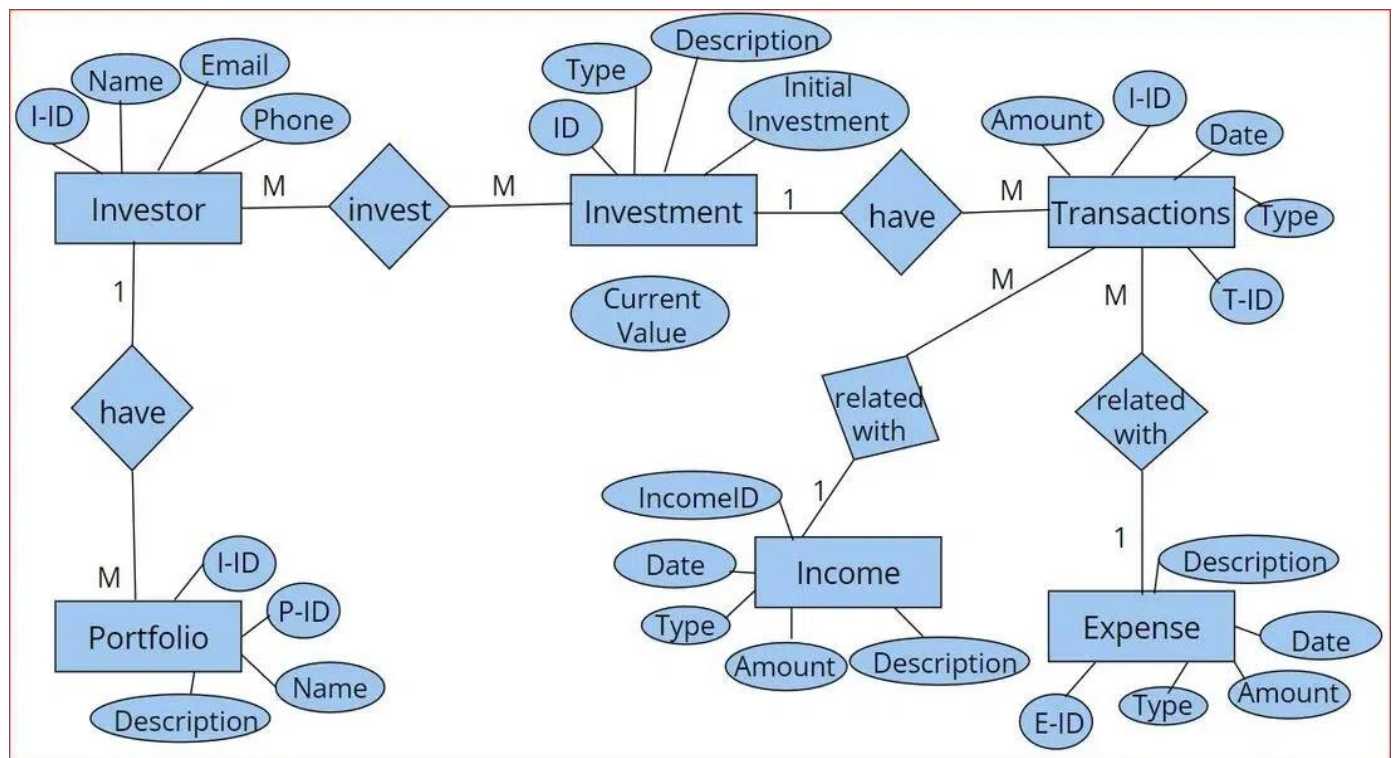 Description
Email
Type
Name
I-ID
Initial
Investment
I-ID
Amount
Phone
ID
Date
M
M
1
M
Investor
invest
Investment
have
Transactions
Type
1
M
M
Current
Value
T-ID
have
related
with
related
with
1
IncomeID
1
I-ID
Date
Income
Description
M
P-ID
Type
Portfolio
Expense
Date
Amount
Description
Name
Amount
Description
E-ID
Type